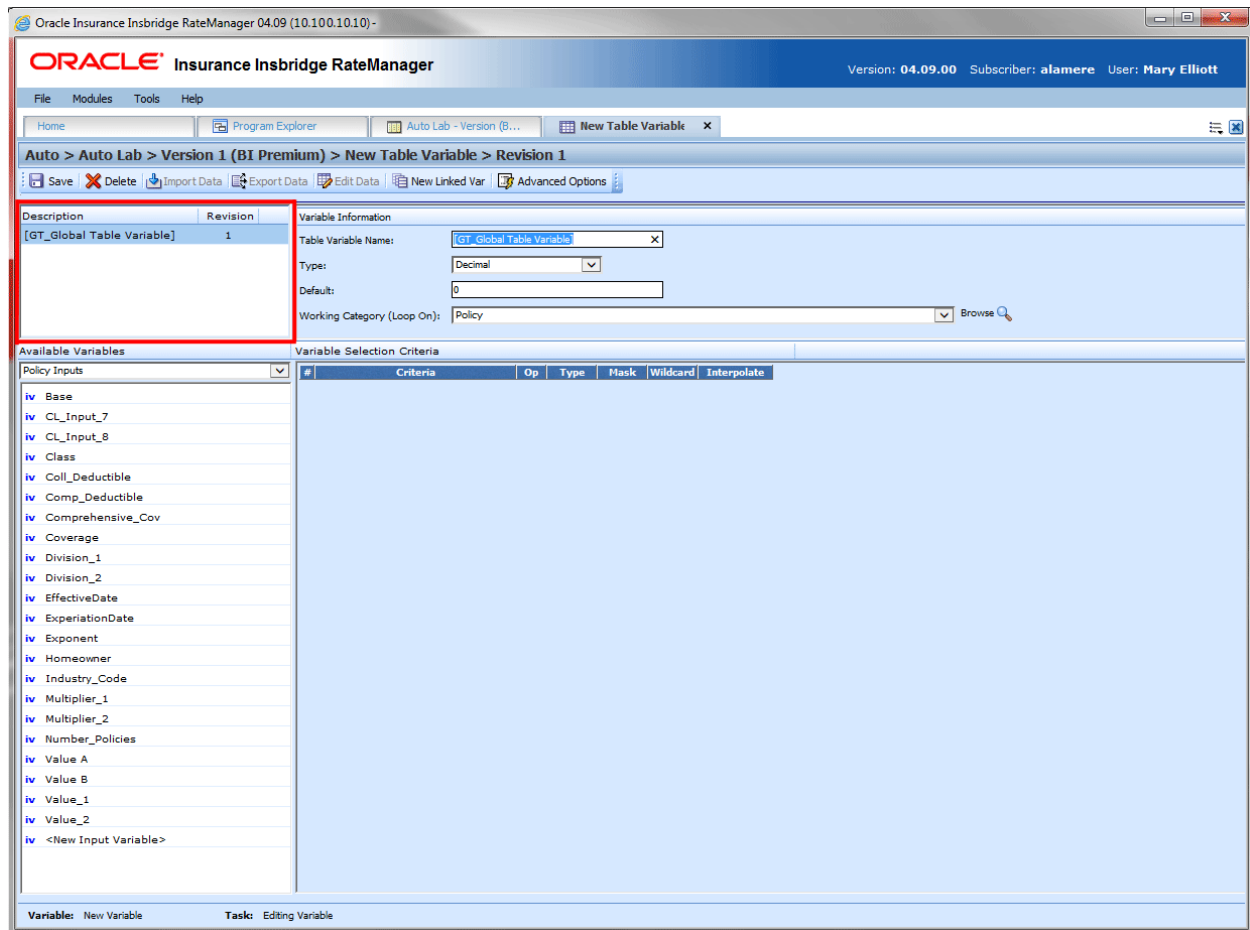 Oracle Insurance Insbridge RateManager 04.09 (10.100.10.10) -
ORACLE Insurance Insbridge RateManager
Version: 04.09.00 Subscriber: alamere User: Mary Elliott
File Modules Tools Help
Home Program Explorer Auto Lab - Version (B... New Table Variable X
Auto > Auto Lab > Version 1 (BI Premium) > New Table Variable > Revision 1
Save Delete Import Data Export Data Edit Data New Linked Var Advanced Options
Description Revision
[GT_Global Table Variable] 1
Variable Information
Table Variable Name: [GT_Global Table Variable]
Type: Decimal
Default: 0
Working Category (Loop On): Policy Browse
Available Variables
Policy Inputs
iv Base
iv CL_Input_7
iv CL_Input_8
iv Class
iv Coll_Deductible
iv Comp_Deductible
iv Comprehensive_Cov
iv Coverage
iv Division_1
iv Division_2
iv EffectiveDate
iv ExperiationDate
iv Exponent
iv Homeowner
iv Industry_Code
iv Multiplier_1
iv Multiplier_2
iv Number_Policies
iv Value A
iv Value B
iv Value_1
iv Value_2
iv <New Input Variable>
Variable Selection Criteria
# Criteria Op Type Mask Wildcard Interpolate
Variable: New Variable Task: Editing Variable